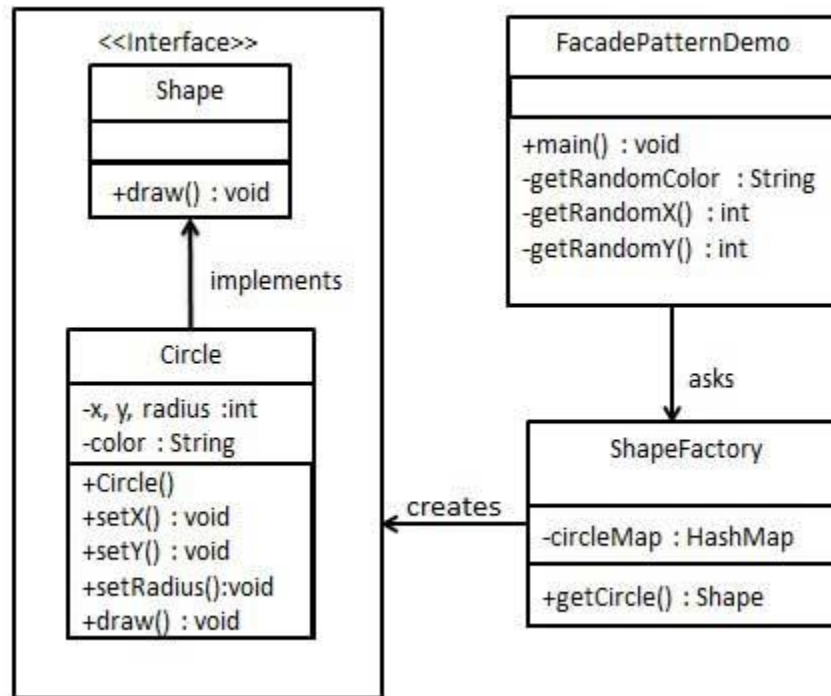 <<Interface>>
Shape
+draw() : void
implements
Circle
-x, y, radius :int
-color : String
+Circle()
+setX() : void
+setY() : void
+setRadius():void
+draw() : void
FacadePatternDemo
+main() : void
-getRandomColor : String
-getRandomX() : int
-getRandomY() : int
asks
ShapeFactory
-circleMap : HashMap
+getCircle() : Shape
creates